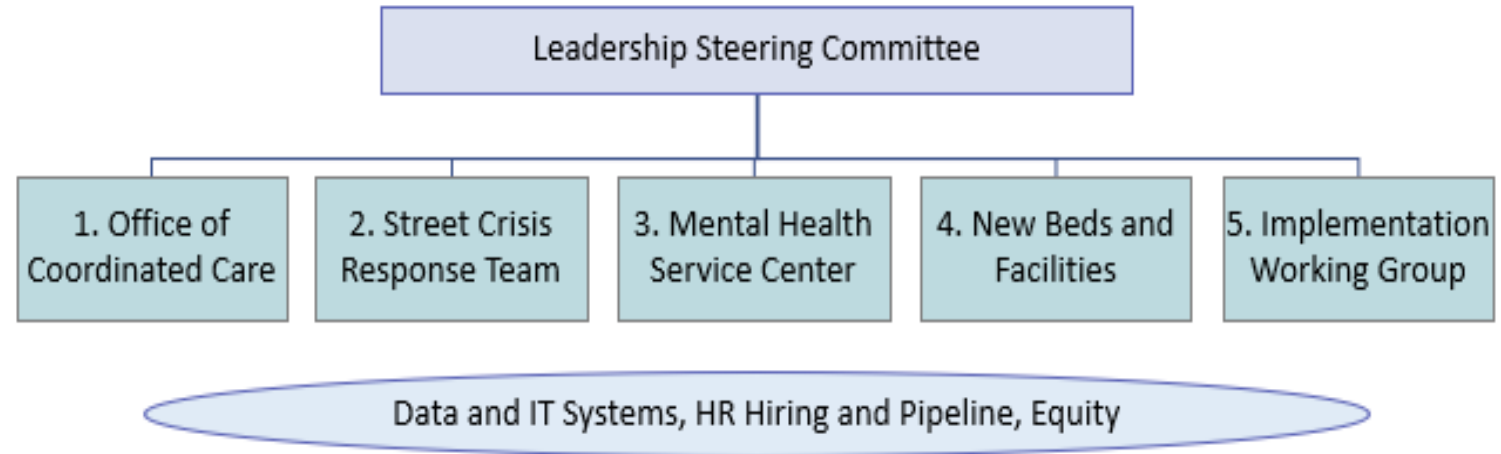 Leadership Steering Committee
1. Office of
Coordinated Care
2. Street Crisis
Response Team
3. Mental Health
Service Center
4. New Beds and
Facilities
5. Implementation
Working Group
Data and IT Systems, HR Hiring and Pipeline, Equity